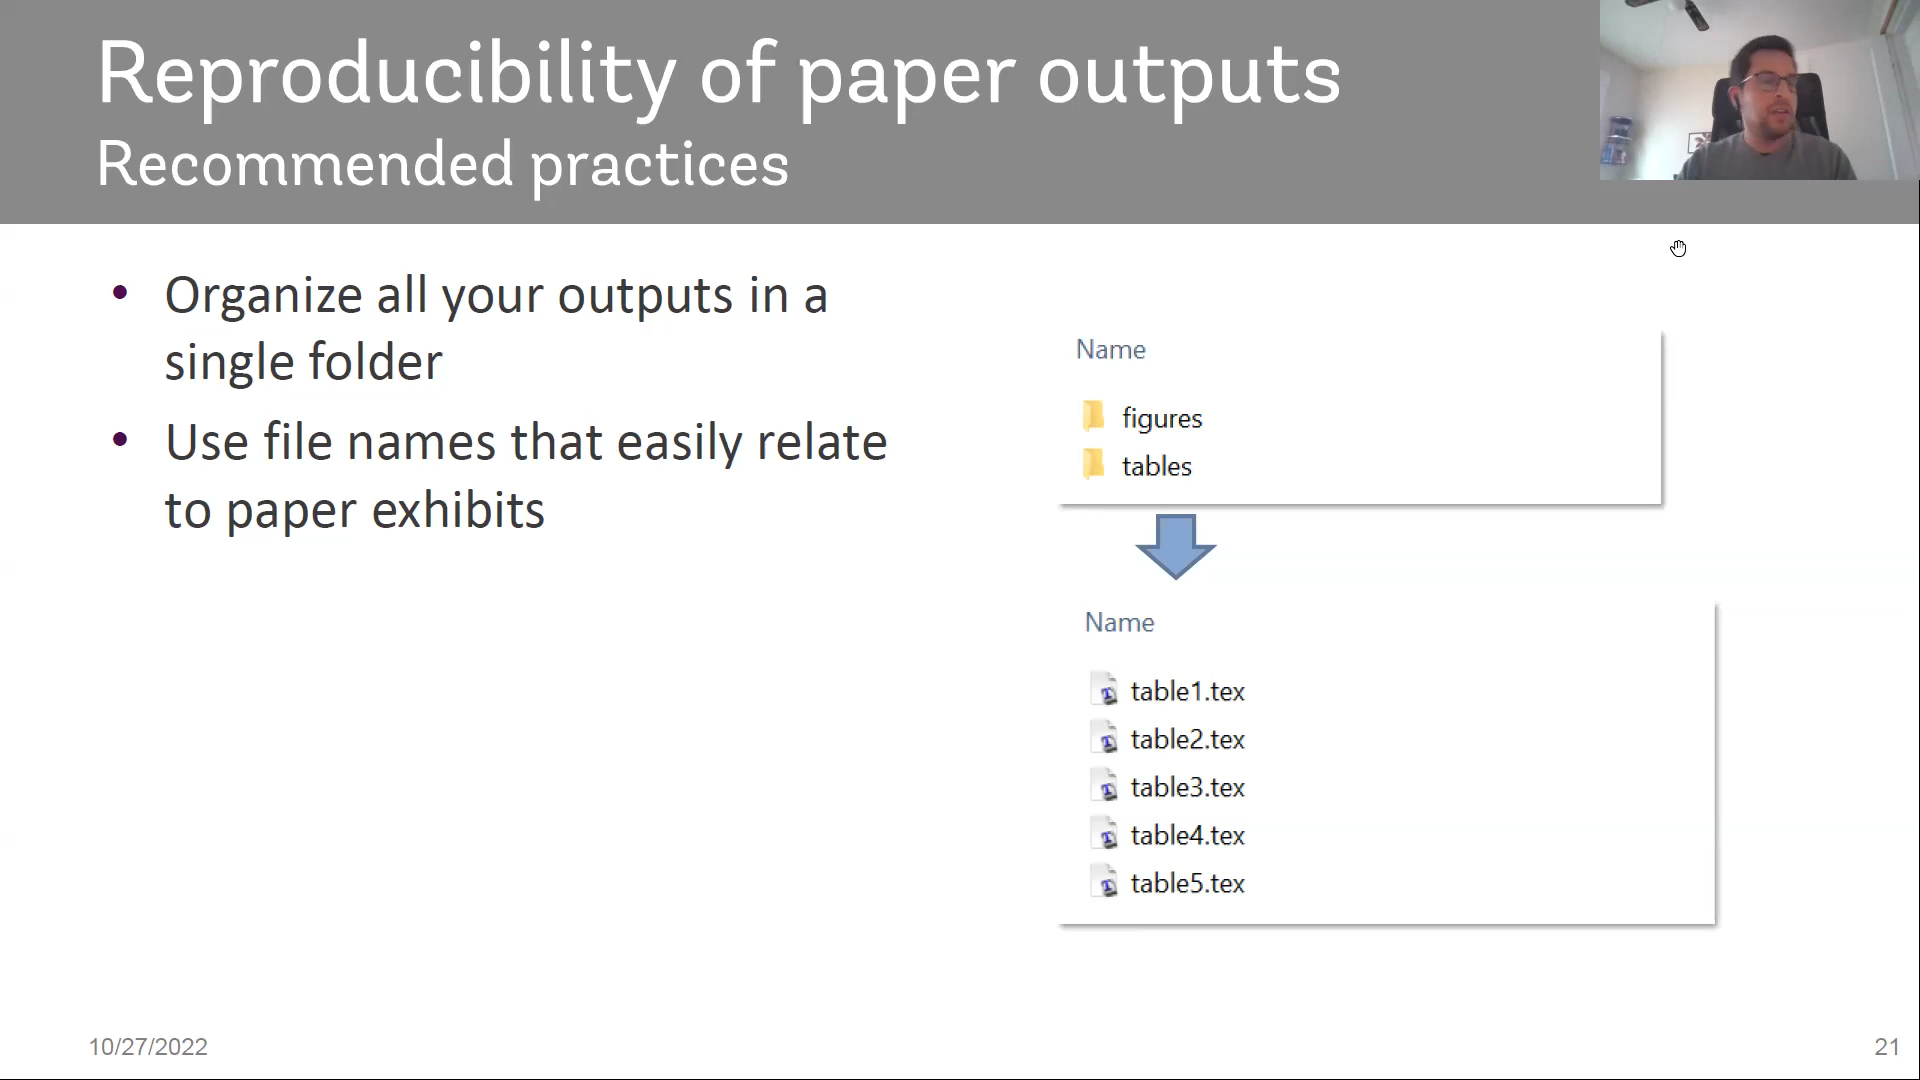 Reproducibility of paper outputs
Recommended practices
• Organize all your outputs in a
single folder
• Use file names that easily relate
to paper exhibits
Name
figures
tables
Name
table1.tex
table2.tex
table3.tex
table4.tex
table5.tex
10/27/2022
21